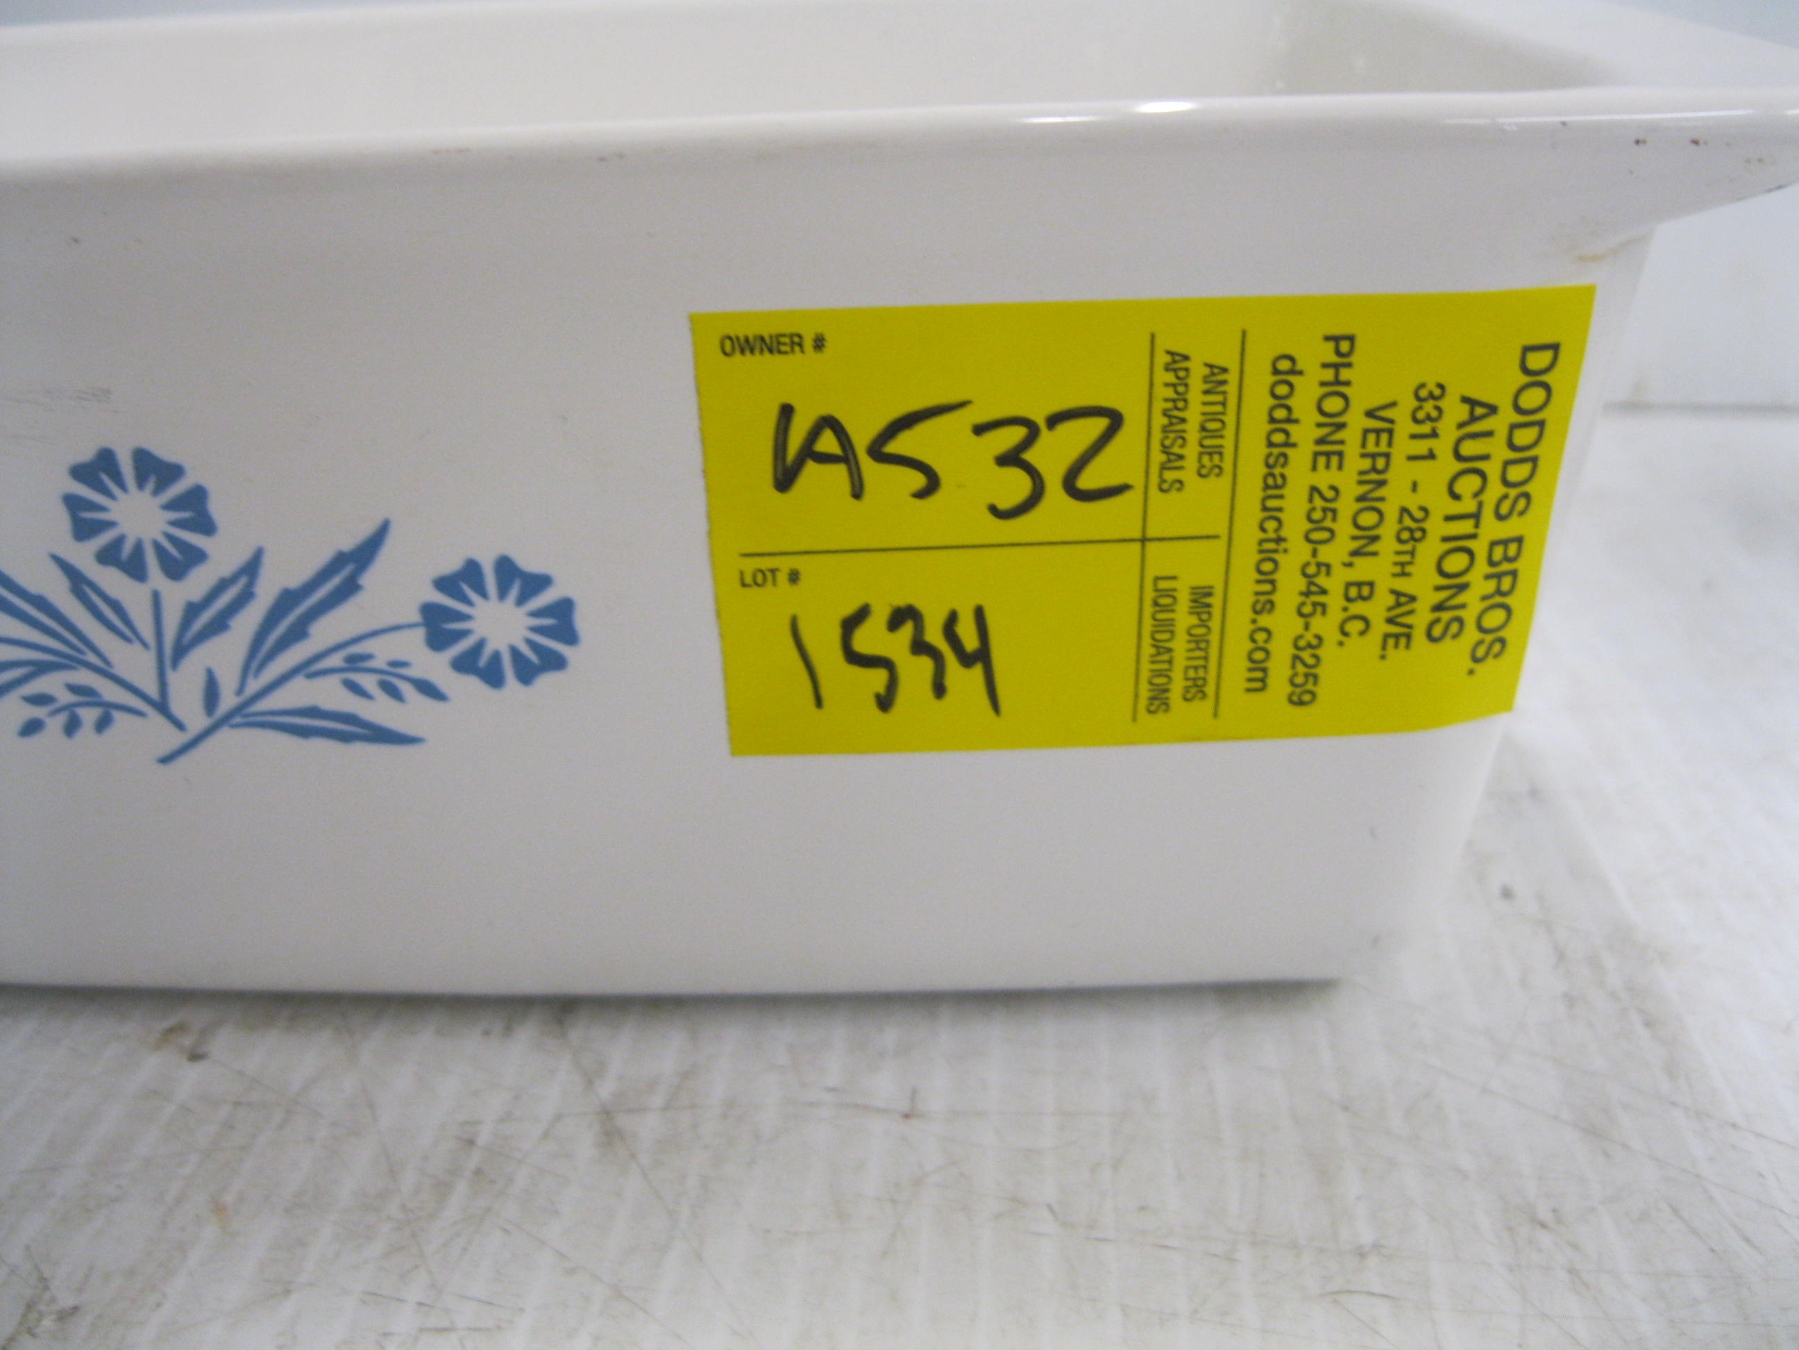 OWNER #
A532
LOT #
1534
ANTIQUES
APPRAISALS
IMPORTERS
LIQUIDATIONS
DODDS BROS.
AUCTIONS
3311 - 28TH AVE.
VERNON, B.C.
PHONE 250-545-3259
doddsauctions.com